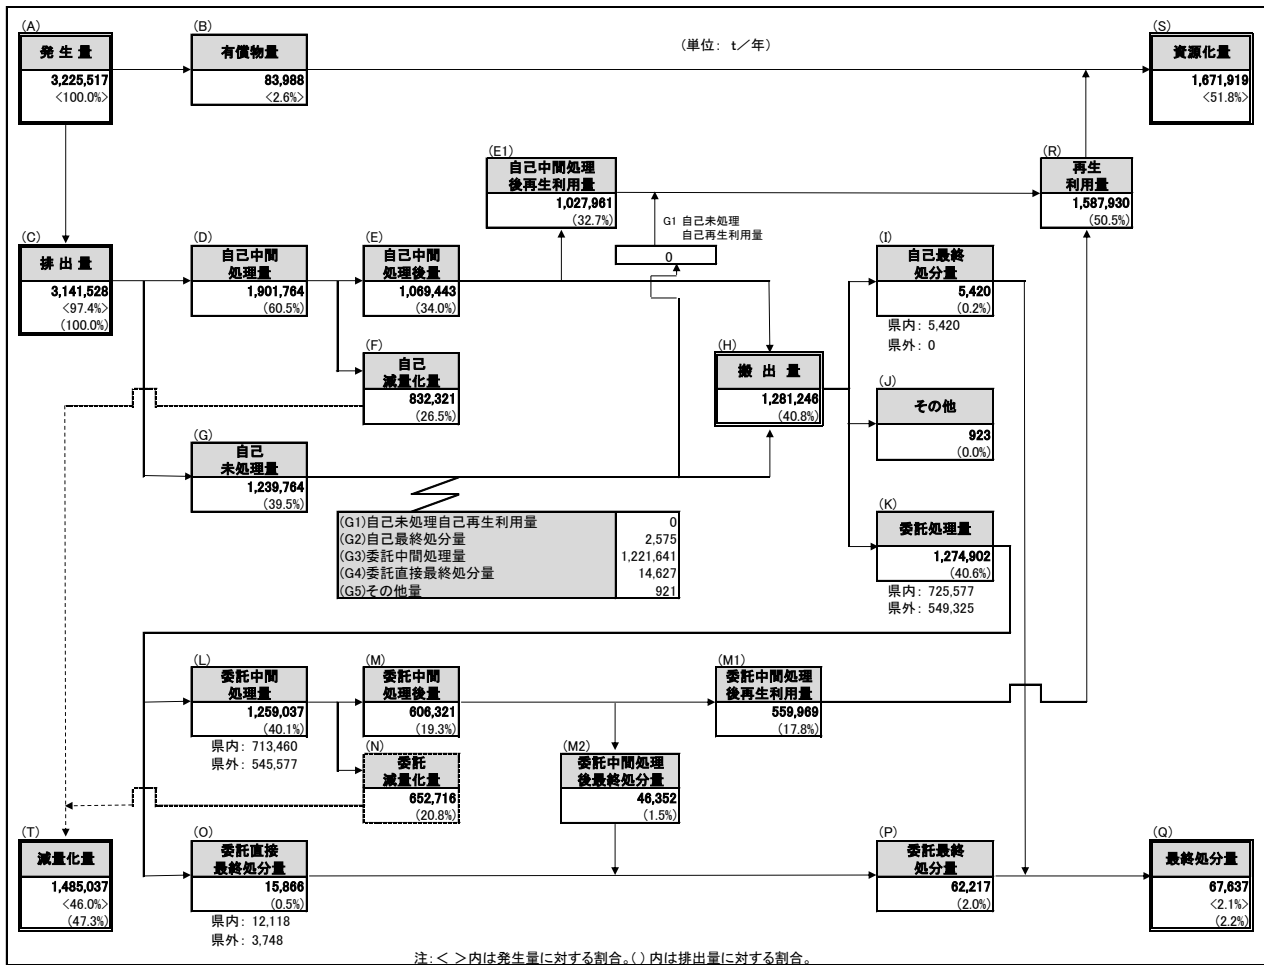 (A)
発 生 量
3,225,517
<100.0%>
(B)
有償物量
83,988
<2.6%>
(単位: t/年)
(S)
資源化量
1,671,919
<51.8%>
(E1)
自己中間処理
後再生利用量
1,027,961
(32.7%)
G1 自己未処理
自己再生利用量
0
(R)
再生
利用量
1,587,930
(50.5%)
(C)
排 出 量
3,141,528
<97.4%>
(100.0%)
(D)
自己中間
処理量
1,901,764
(60.5%)
(E)
自己中間
処理後量
1,069,443
(34.0%)
(I)
自己最終
処分量
5,420
(0.2%)
県内: 5,420
県外: 0
(F)
自己
減量化量
832,321
(26.5%)
(H)
搬 出 量
1,281,246
(40.8%)
(J)
その他
923
(0.0%)
(G)
自己
未処理量
1,239,764
(39.5%)
(G1)自己未処理自己再生利用量 0
(G2)自己最終処分量 2,575
(G3)委託中間処理量 1,221,641
(G4)委託直接最終処分量 14,627
(G5)その他量 921
(K)
委託処理量
1,274,902
(40.6%)
県内: 725,577
県外: 549,325
(L)
委託中間
処理量
1,259,037
(40.1%)
県内: 713,460
県外: 545,577
(M)
委託中間
処理後量
606,321
(19.3%)
(M1)
委託中間処理
後再生利用量
559,969
(17.8%)
(N)
委託
減量化量
652,716
(20.8%)
(M2)
委託中間処理
後最終処分量
46,352
(1.5%)
(T)
減量化量
1,485,037
<46.0%>
(47.3%)
(O)
委託直接
最終処分量
15,866
(0.5%)
県内: 12,118
県外: 3,748
(P)
委託最終
処分量
62,217
(2.0%)
(Q)
最終処分量
67,637
<2.1%>
(2.2%)
注:< >内は発生量に対する割合。( ) 内は排出量に対する割合。